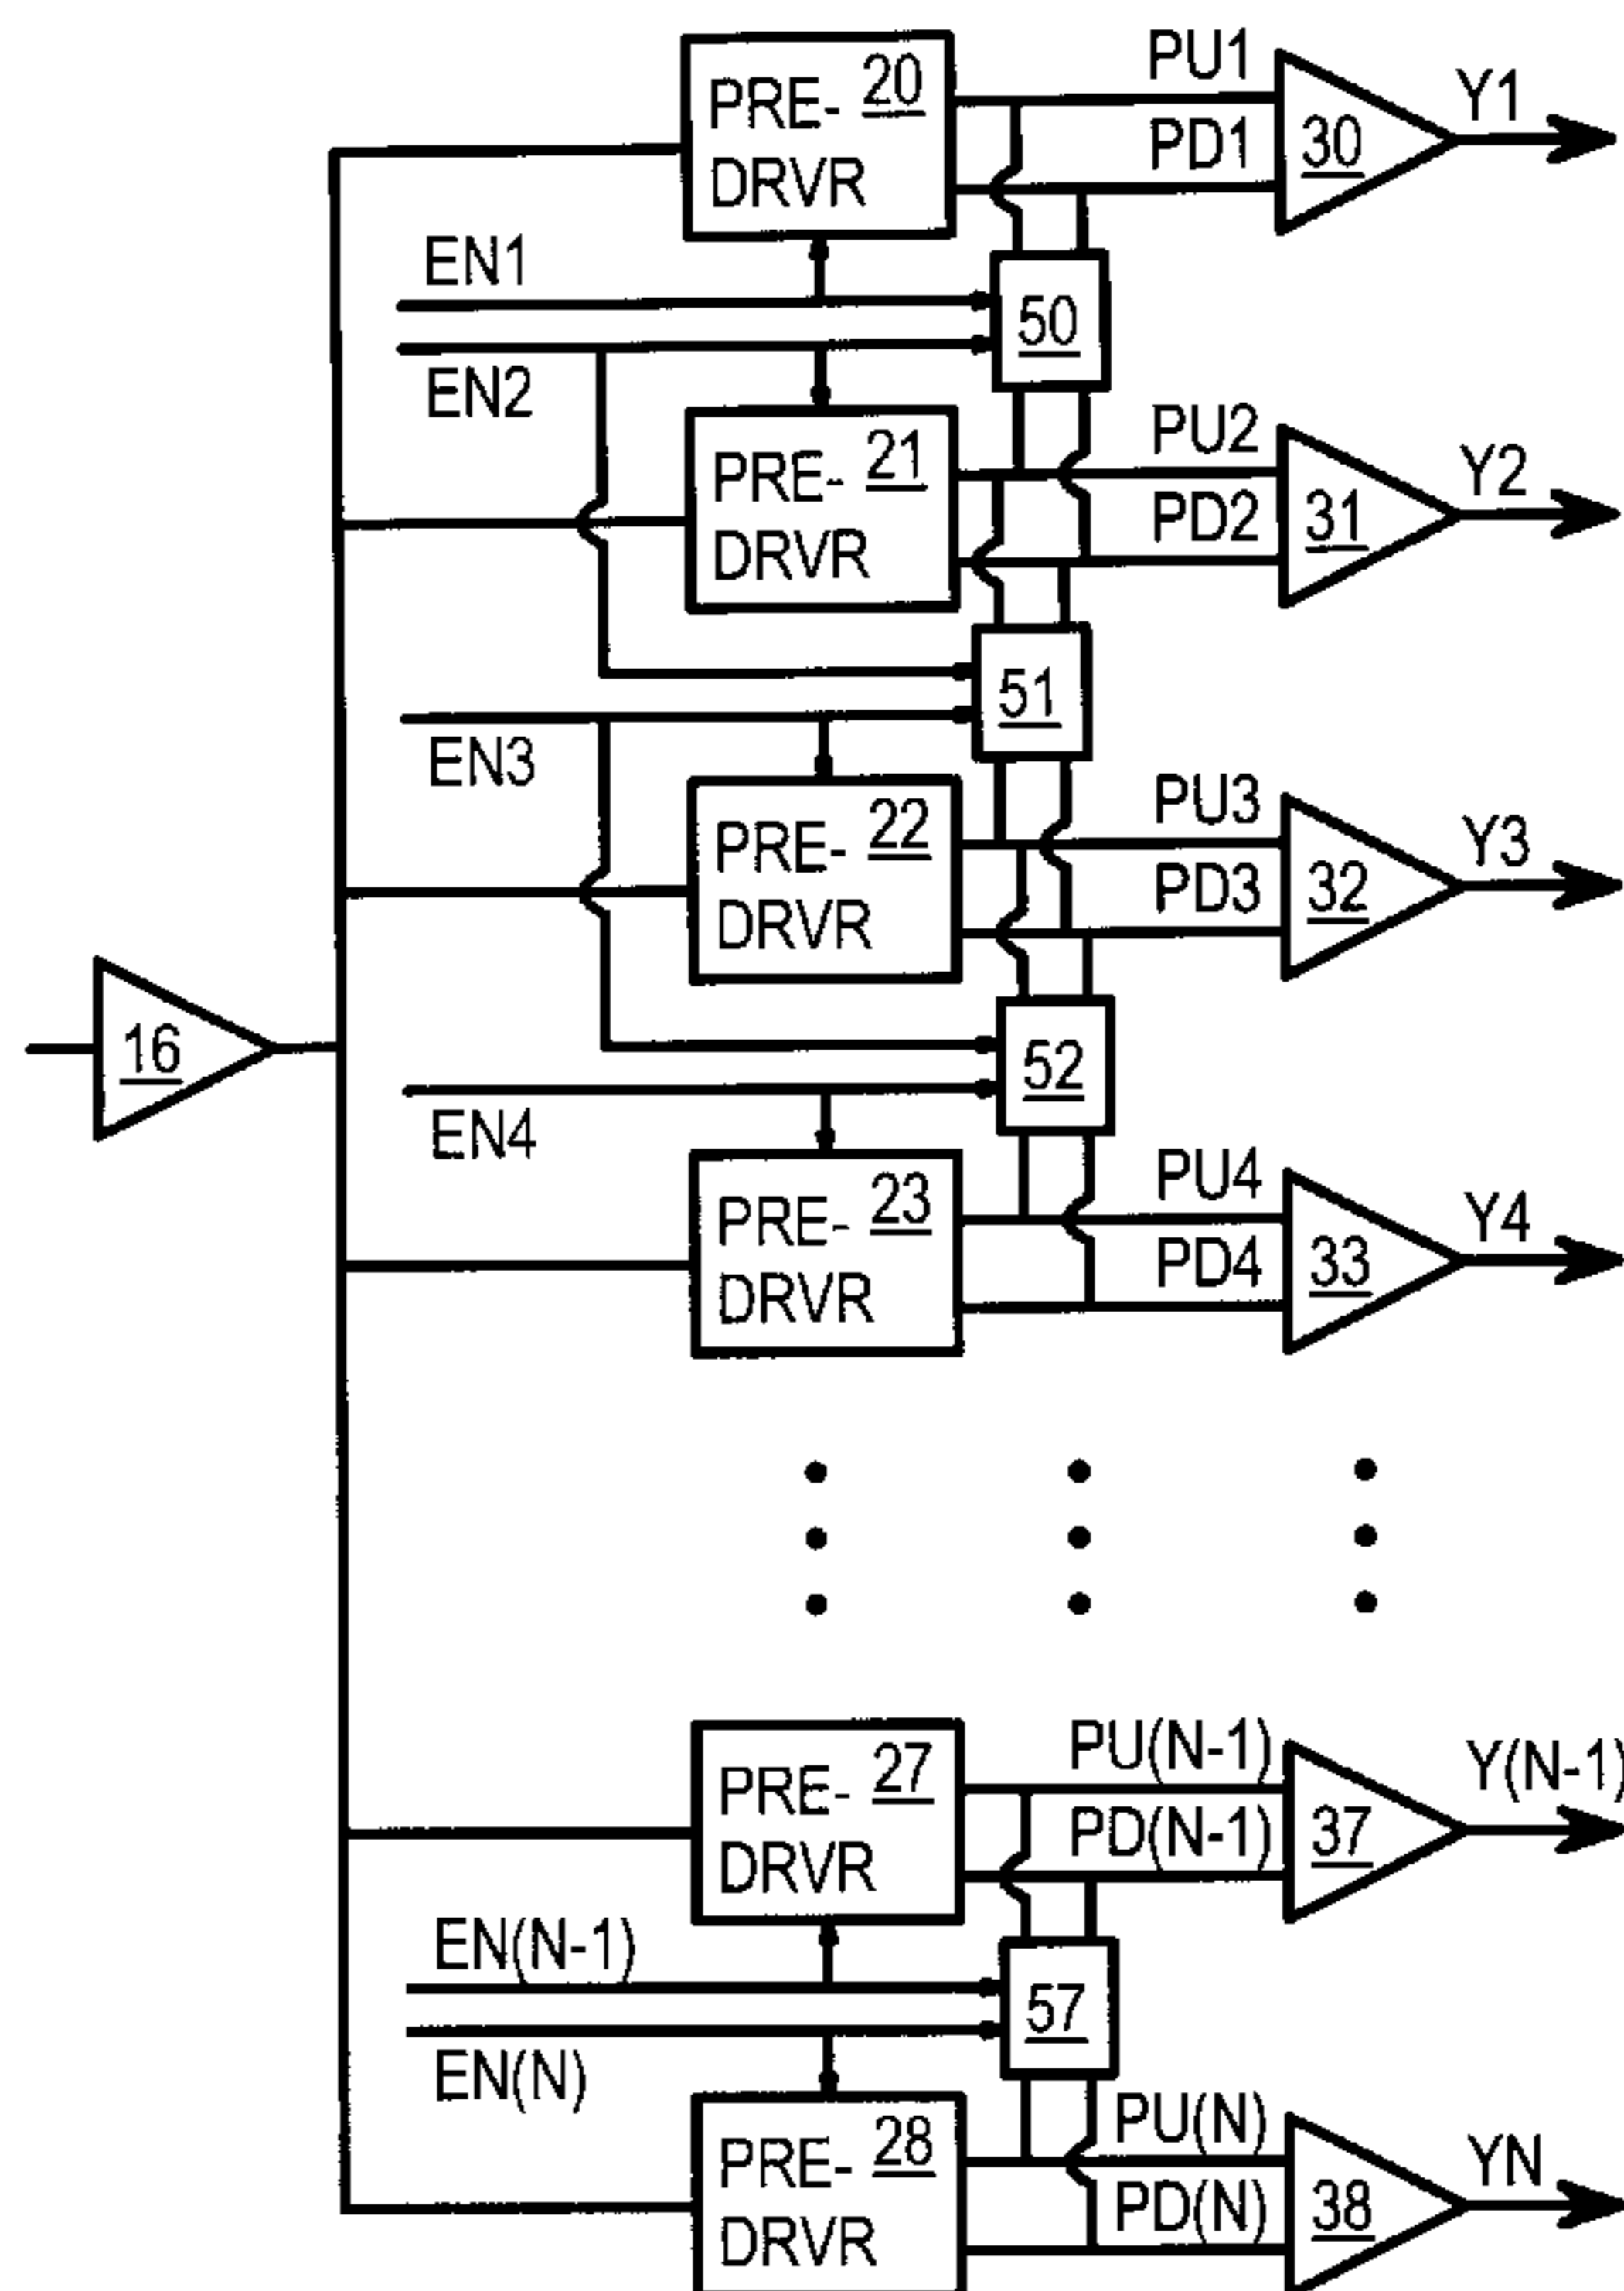 PRE- 20
DRVR
PU1
PD1
30
Y1
EN1
EN2
50
PRE- 21
DRVR
PU2
PD2
31
Y2
51
EN3
PRE- 22
DRVR
PU3
PD3
32
Y3
16
52
EN4
PRE- 23
DRVR
PU4
PD4
33
Y4
PRE- 27
DRVR
PU(N-1)
PD(N-1)
37
Y(N-1)
EN(N-1)
EN(N)
57
PRE- 28
DRVR
PU(N)
PD(N)
38
YN